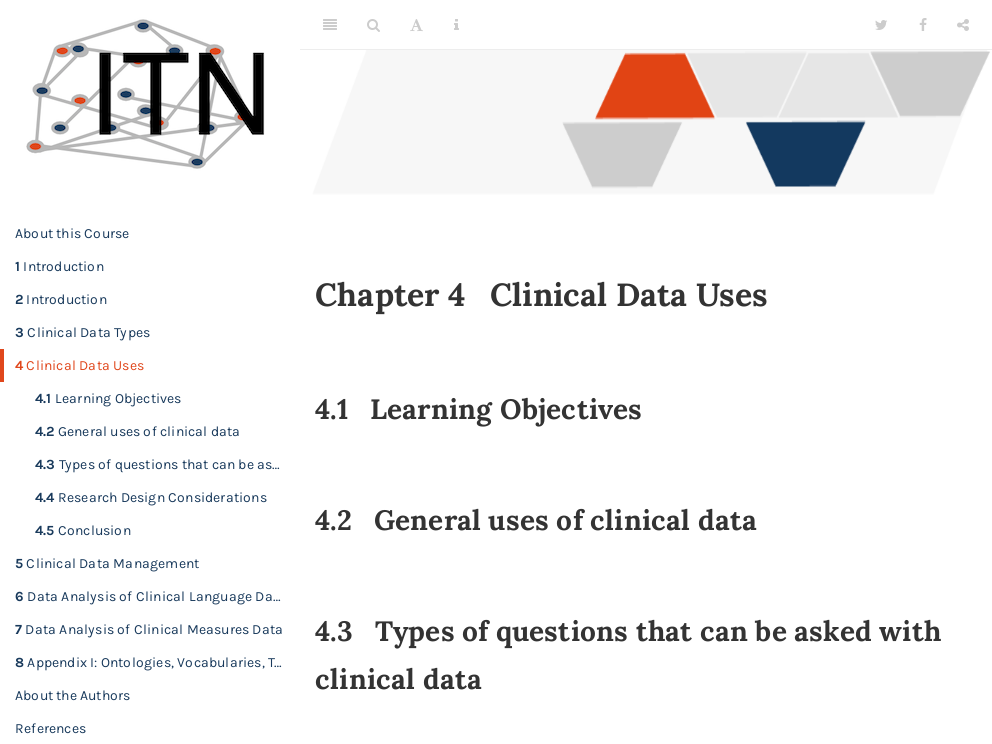 ITN
About this Course
1 Introduction
2 Introduction
3 Clinical Data Types
4 Clinical Data Uses
4.1 Learning Objectives
4.2 General uses of clinical data
4.3 Types of questions that can be as…
4.4 Research Design Considerations
4.5 Conclusion
5 Clinical Data Management
6 Data Analysis of Clinical Language Da…
7 Data Analysis of Clinical Measures Data
8 Appendix I: Ontologies, Vocabularies, T…
About the Authors
References
A
Chapter 4 Clinical Data Uses
4.1 Learning Objectives
4.2 General uses of clinical data
4.3 Types of questions that can be asked with
clinical data